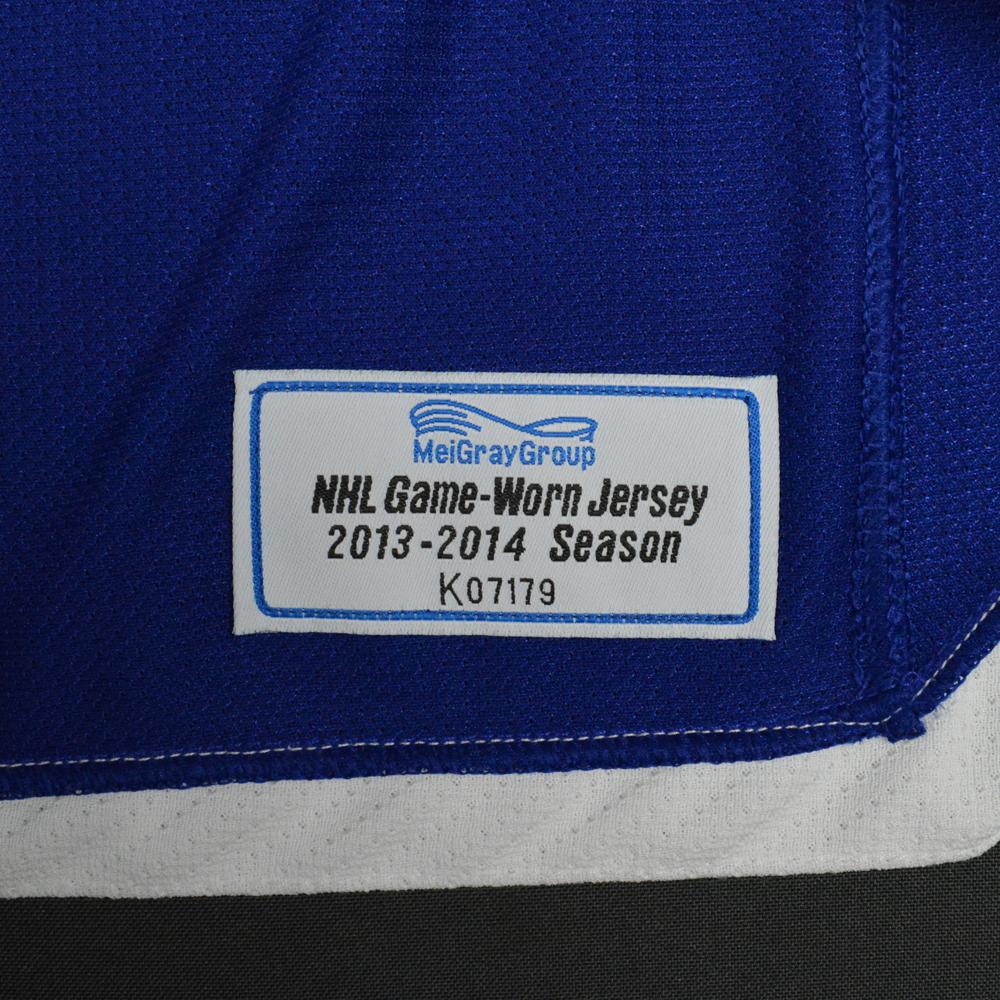 MeiGrayGroup
NHL Game-Worn Jersey
2013-2014 Season
K07179